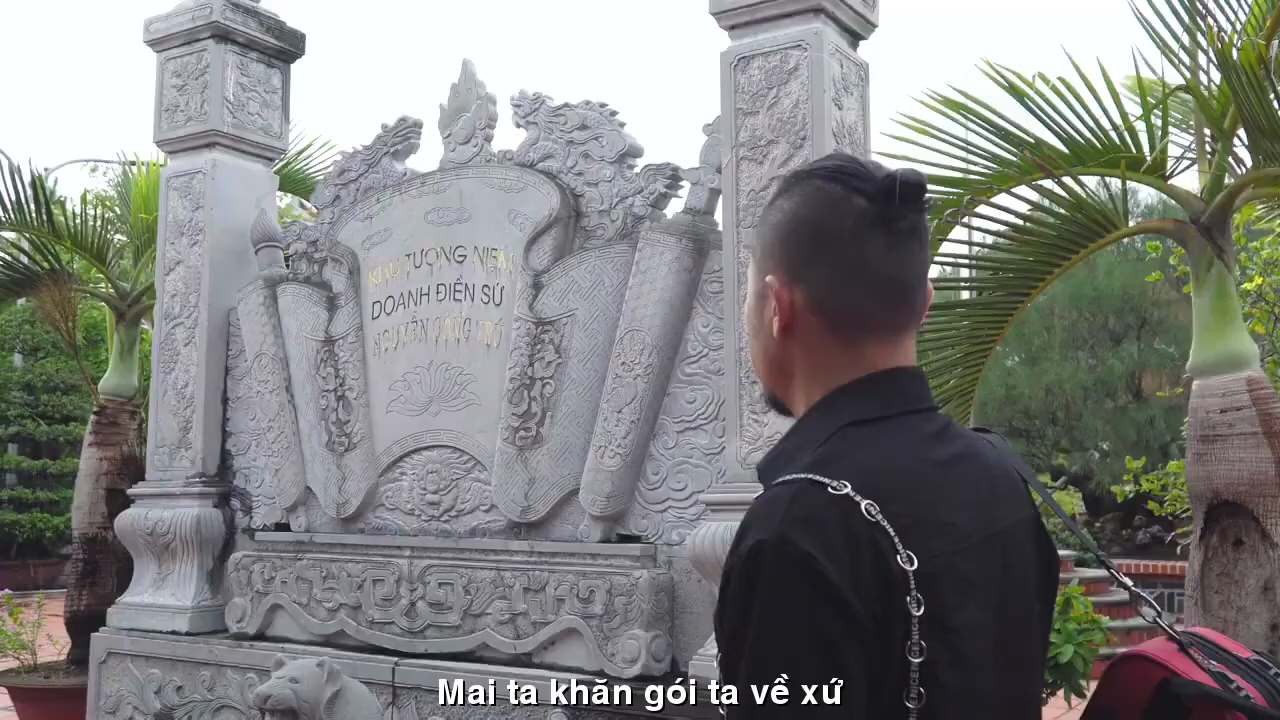 KHU TƯỢNG NIỆM
DOANH ĐIỀN SỨ
NGUYỄN CÔNG TRỨ
Mai ta khăn gói ta về xứ